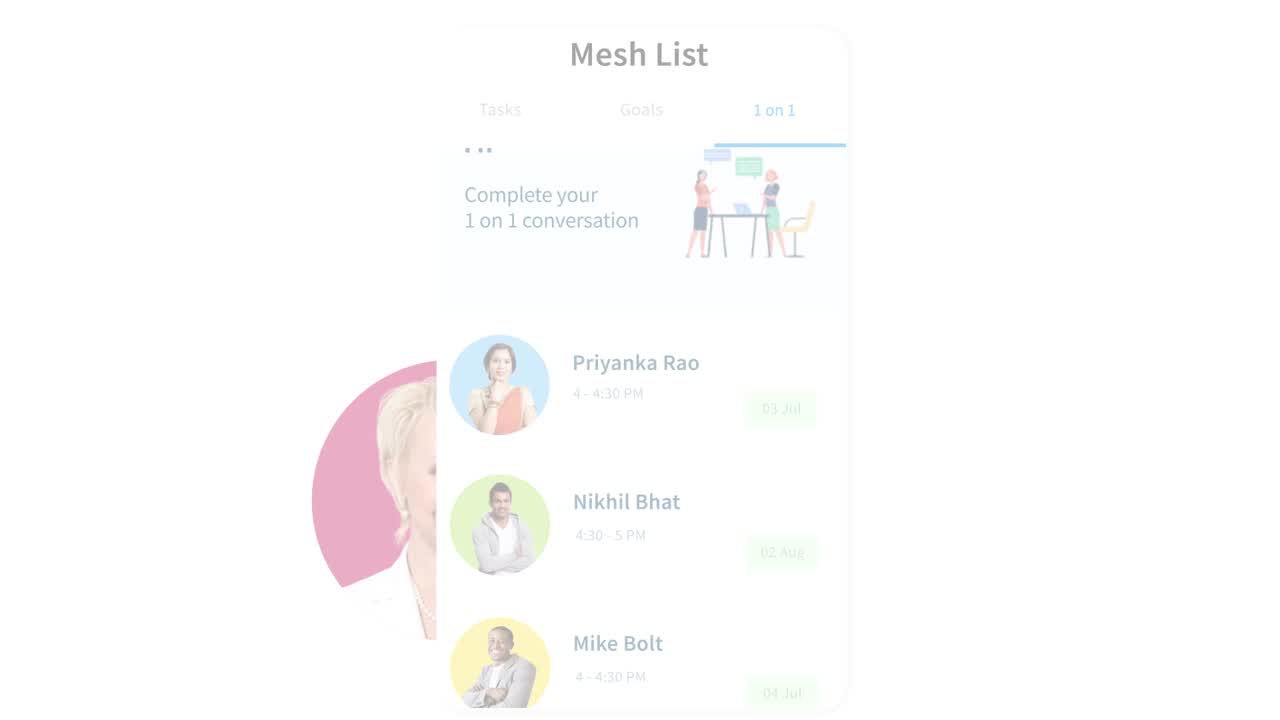 Mesh List
Tasks Goals 1 on 1
Complete your
1 on 1 conversation
Priyanka Rao
4 - 4:30 PM
03 Jul
Nikhil Bhat
4:30 - 5 PM
02 Aug
Mike Bolt
4 - 4:30 PM
04 Jul